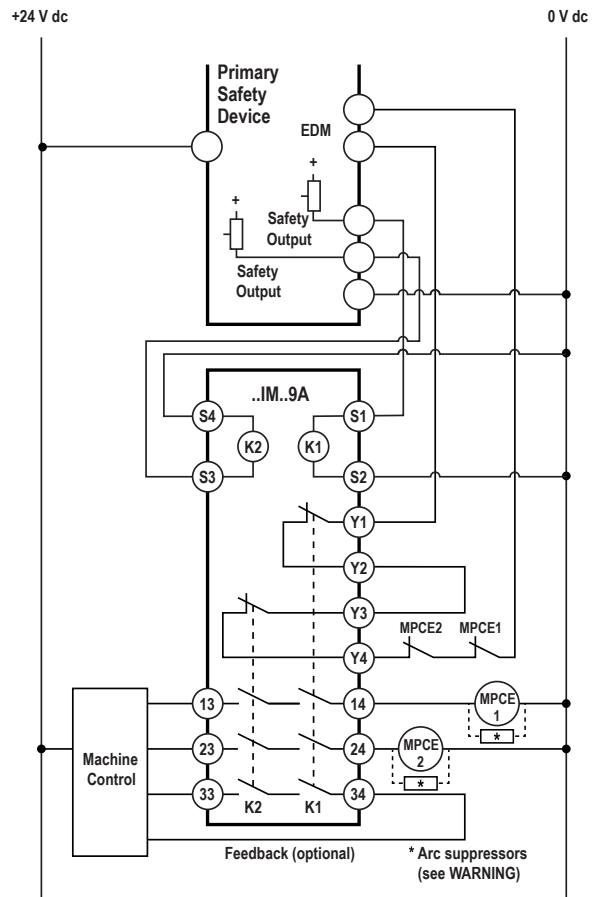 +24 V dc
0 V dc
Primary
Safety
Device
EDM
+
+
Safety
Output
Safety
Output
..IM..9A
S4
S1
K2
K1
S3
S2
Y1
Y2
Y3
MPCE2
MPCE1
Y4
13
14
MPCE
1
*
Machine
Control
23
24
MPCE
2
*
33
K2
K1
34
Feedback (optional)
* Arc suppressors
(see WARNING)